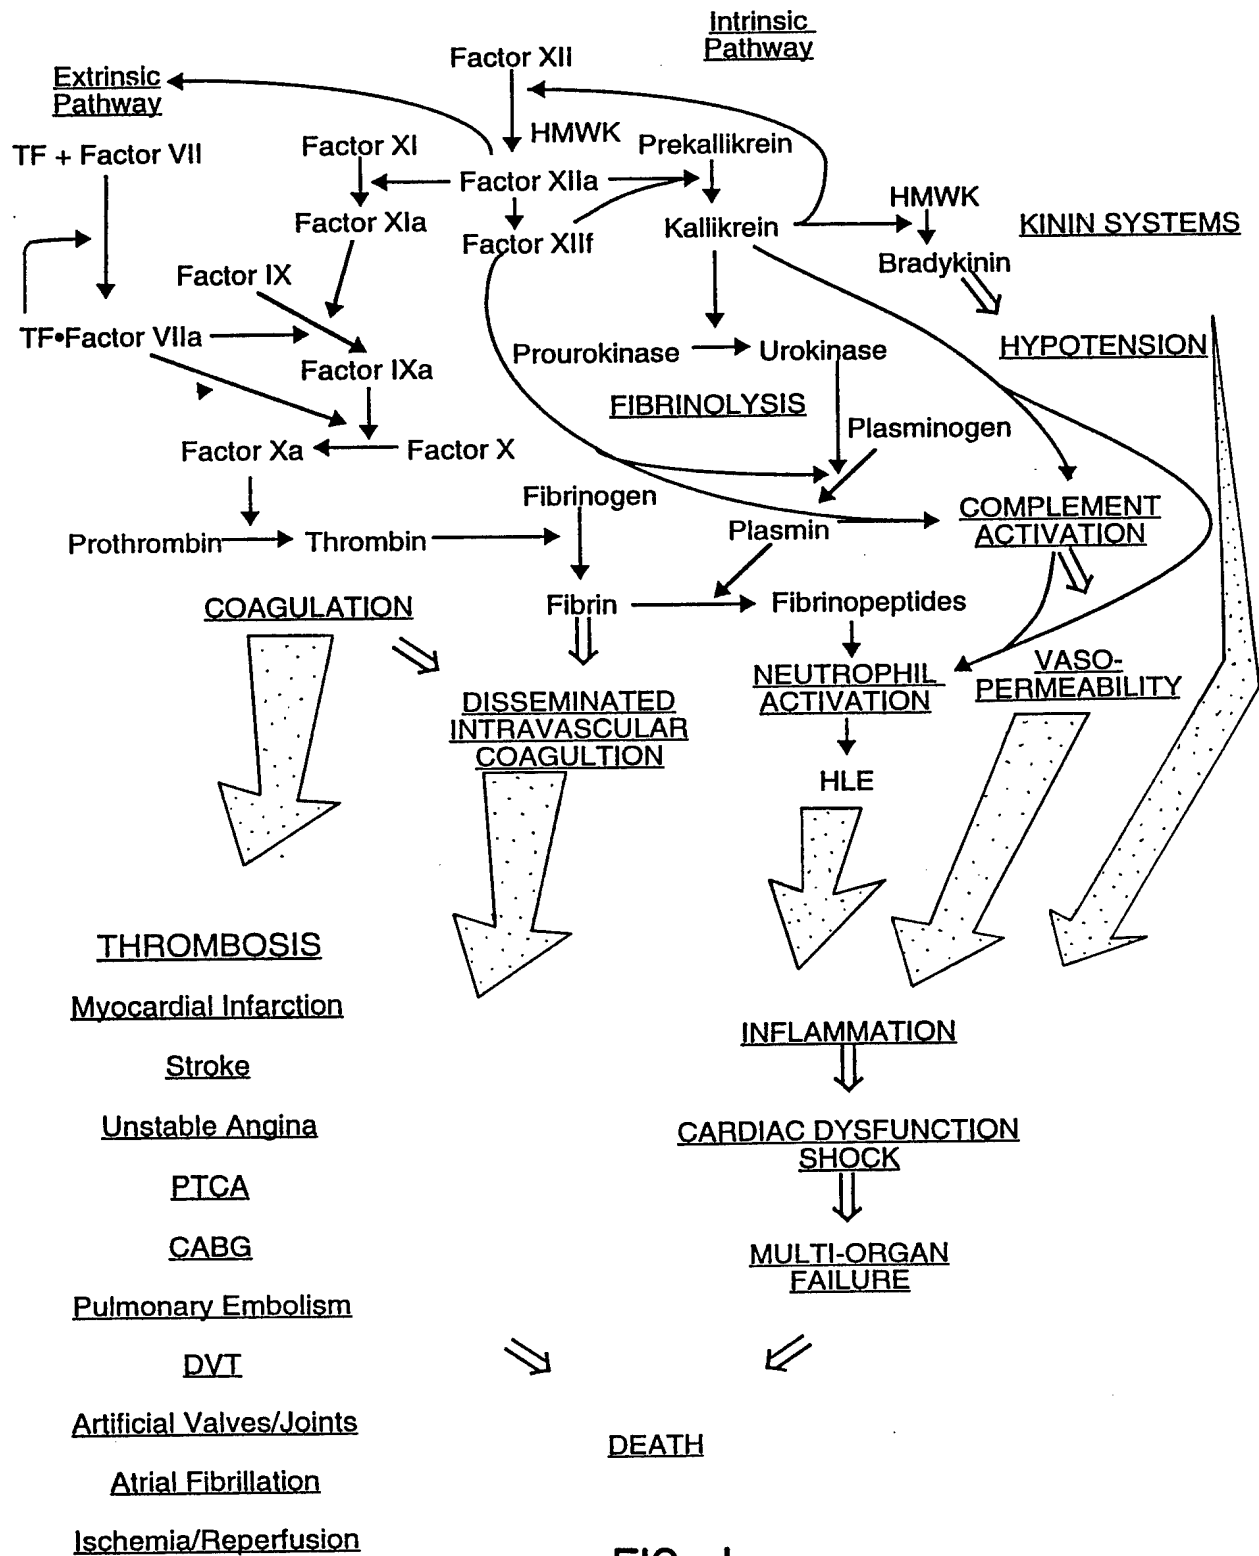 Intrinsic
Pathway
Factor XII
Extrinsic
Pathway
HMWK
Prekallikrein
Factor XI
TF + Factor VII
Factor XIIa
HMWK
Factor XIa
Kallikrein
KININ SYSTEMS
Factor XIIf
Bradykinin
Factor IX
TF•Factor VIIa
HYPOTENSION
Prourokinase
Urokinase
Factor IXa
FIBRINOLYSIS
Plasminogen
Factor Xa
Factor X
Fibrinogen
COMPLEMENT
ACTIVATION
Plasmin
Prothrombin
Thrombin
COAGULATION
Fibrin
Fibrinopeptides
VASO-
PERMEABILITY
NEUTROPHIL
ACTIVATION
DISSEMINATED
INTRAVASCULAR
COAGULTION
HLE
THROMBOSIS
Myocardial Infarction
INFLAMMATION
Stroke
Unstable Angina
CARDIAC DYSFUNCTION
SHOCK
PTCA
CABG
MULTI-ORGAN
FAILURE
Pulmonary Embolism
DVT
Artificial Valves/Joints
DEATH
Atrial Fibrillation
Ischemia/Reperfusion